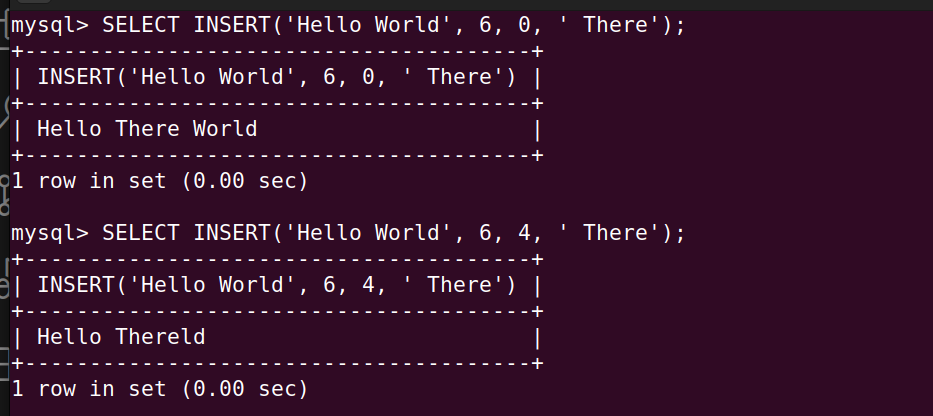 mysql> SELECT INSERT('Hello World', 6, 0, ' There');
+---------------------------------------+
| INSERT('Hello World', 6, 0, ' There') |
+---------------------------------------+
| Hello There World                     |
+---------------------------------------+
1 row in set (0.00 sec)

mysql> SELECT INSERT('Hello World', 6, 4, ' There');
+---------------------------------------+
| INSERT('Hello World', 6, 4, ' There') |
+---------------------------------------+
| Hello Thereld                         |
+---------------------------------------+
1 row in set (0.00 sec)